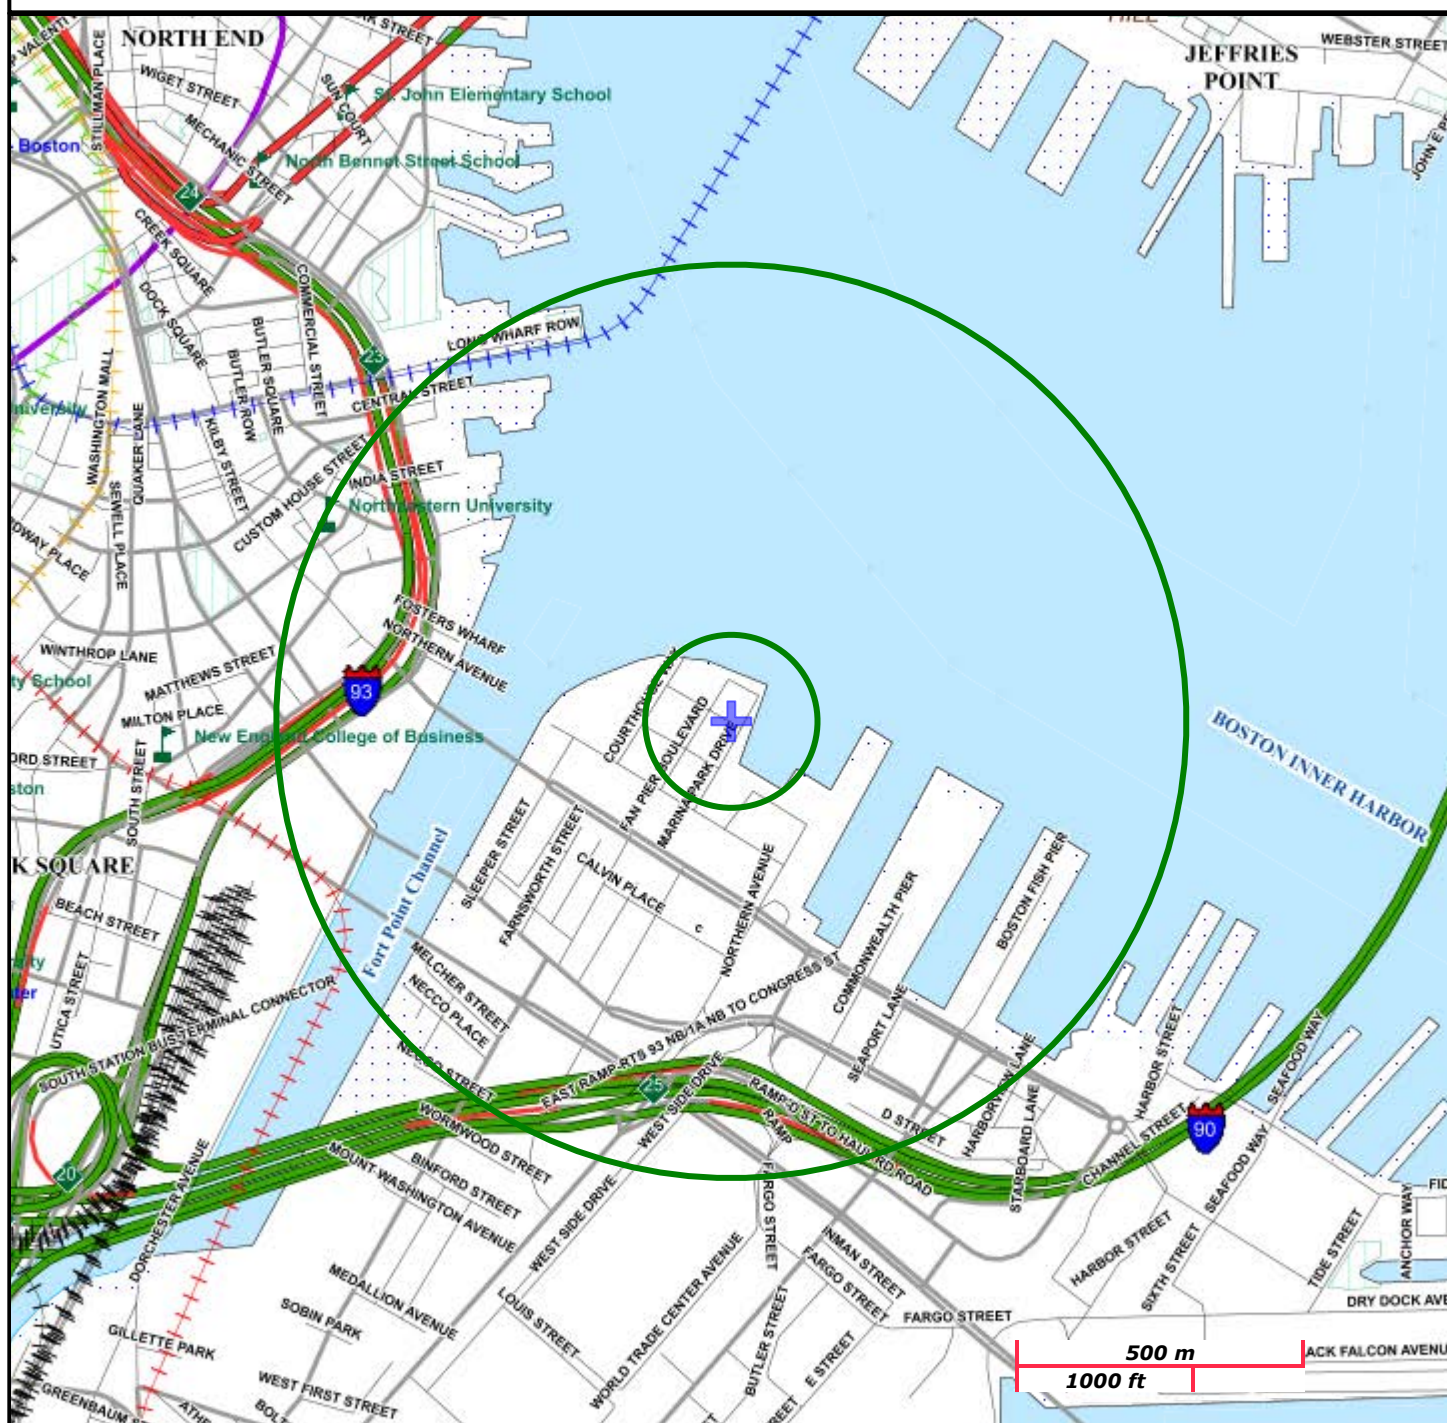 NORTH END
WIGET STREET
STILLMAN PLACE
MECHANIC STREET
SUN COURT
St. John Elementary School
North Bennet Street School
Boston
24
CREEK SQUARE
DOCK SQUARE
COMMERCIAL STREET
BUTLER SQUARE
BUTLER ROW
WASHINGTON MALL
QUAKER LANE
KILBY STREET
23
LONG WHARF ROW
CENTRAL STREET
CUSTOM HOUSE STREET
INDIA STREET
Northeastern University
SEWELL PLACE
FOSTERS WHARF
NORTHERN AVENUE
WINTHROP LANE
MATTHEWS STREET
MILTON PLACE
93
New England College of Business
SOUTH STREET
JEFFRIES
POINT
WEBSTER STREET
BOSTON INNER HARBOR
COURTHOUSE WAY
FAN PIER BOULEVARD
MARINA PARK DRIVE
SLEEPER STREET
FARNSWORTH STREET
CALVIN PLACE
c
NORTHERN AVENUE
COMMONWEALTH PIER
BOSTON FISH PIER
Fort Point Channel
K SQUARE
BEACH STREET
UTICA STREET
SOUTH STATION BUS TERMINAL CONNECTOR
MELCHER STREET
NECCO PLACE
NECCO STREET
EAST RAMP-RTS 93 NB/1A NB TO CONGRESS ST
25
WEST SIDE DRIVE
SEAPORT LANE
D STREET
HARBORVIEW LANE
STARBOARD LANE
HARBOR STREET
CHANNEL STREET
90
SEAFOOD WAY
SEAFOOD WAY
RAMP-D ST TO HAUL RD ROAD
RAMP
WORMWOOD STREET
BINFORD STREET
MOUNT WASHINGTON AVENUE
20
DORCHESTER AVENUE
WEST SIDE DRIVE
FARGO STREET
INMAN STREET
FARGO STREET
FARGO STREET
HARBOR STREET
SIXTH STREET
TIDE STREET
ANCHOR WAY
DRY DOCK AVE
ACK FALCON AVENU
MEDALLION AVENUE
SOBIN PARK
GILLETTE PARK
LOUIS STREET
WORLD TRADE CENTER AVENUE
BUTLER STREET
E STREET
WEST FIRST STREET
GREENBAUM
500 m
1000 ft